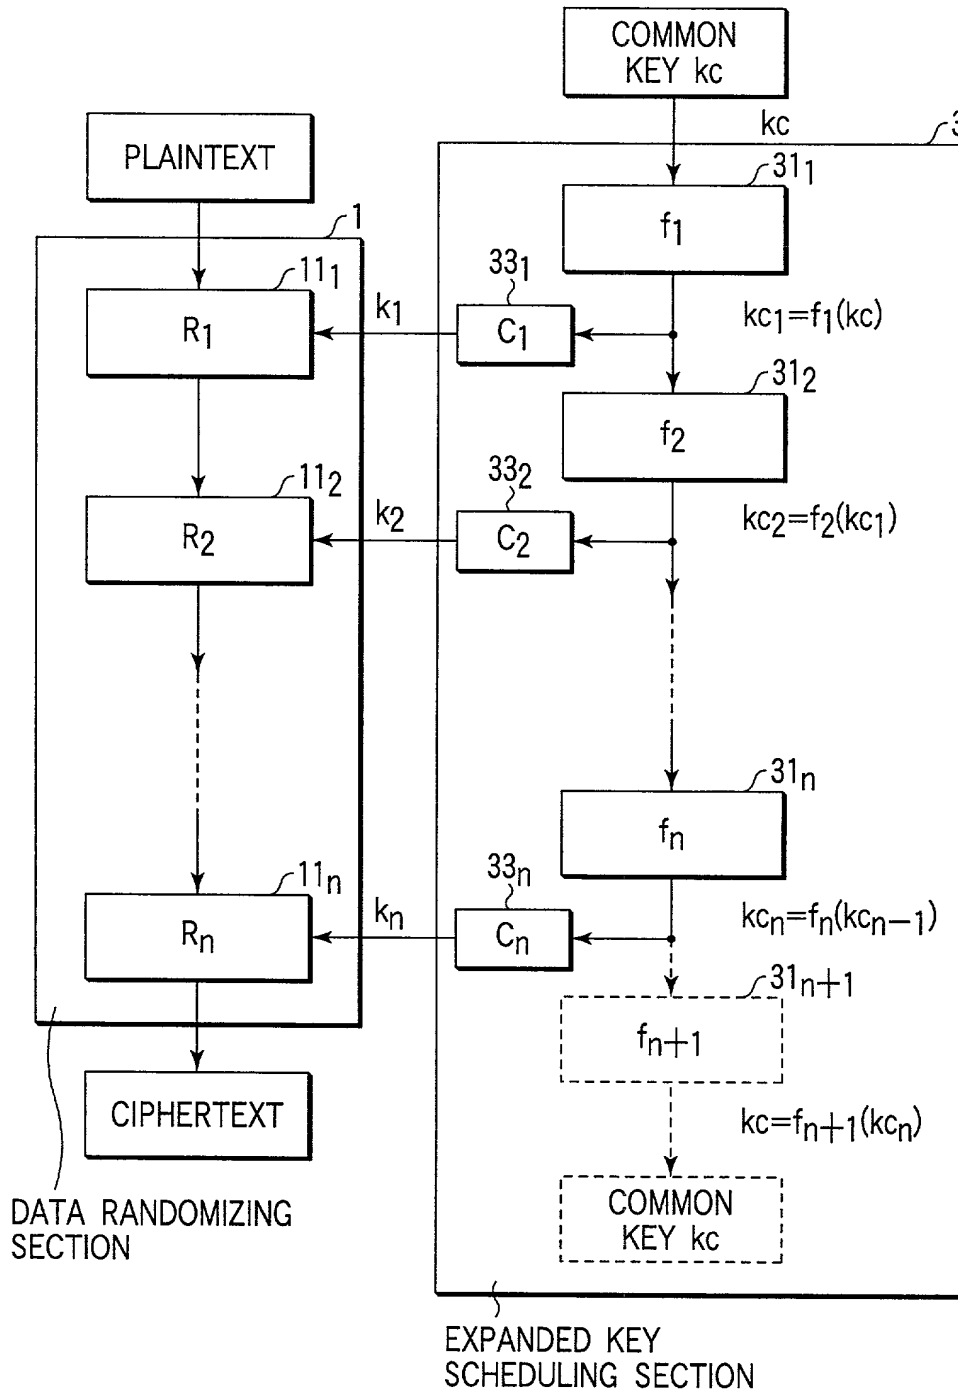 COMMON
KEY kc
kc
3
PLAINTEXT
1
31₁
f₁
11₁
R₁
k₁
33₁
C₁
kc₁=f₁(kc)
31₂
f₂
11₂
R₂
k₂
33₂
C₂
kc₂=f₂(kc₁)
31ₙ
fₙ
11ₙ
Rₙ
kₙ
33ₙ
Cₙ
kcₙ=fₙ(kcₙ₋₁)
31ₙ₊₁
fₙ₊₁
CIPHERTEXT
kc=fₙ₊₁(kcₙ)
COMMON
KEY kc
DATA RANDOMIZING
SECTION
EXPANDED KEY
SCHEDULING SECTION